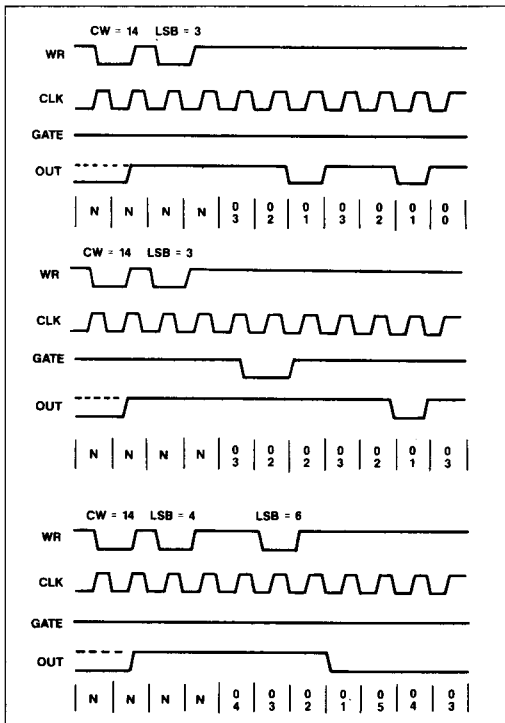 CW = 14 LSB = 3
WR
CLK
GATE
OUT
N N N N 0 0 0 0 0 0 0
3 2 1 3 2 1 0
CW = 14 LSB = 3
WR
CLK
GATE
OUT
N N N N 0 0 0 0 0 0 0
3 2 2 3 2 1 3
CW = 14 LSB = 4 LSB = 6
WR
CLK
GATE
OUT
N N N N 0 0 0 0 0 0 0
4 3 2 1 5 4 3